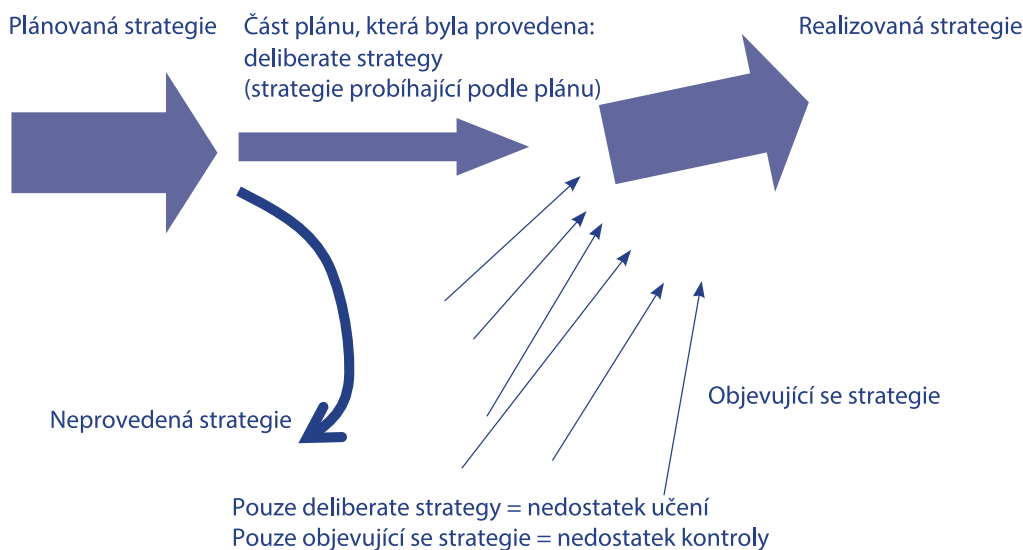 Plánovaná strategie
Část plánu, která byla provedena:
deliberate strategy
(strategie probíhající podle plánu)
Realizovaná strategie
Neprovedená strategie
Objevující se strategie
Pouze deliberate strategy = nedostatek učení
Pouze objevující se strategie = nedostatek kontroly